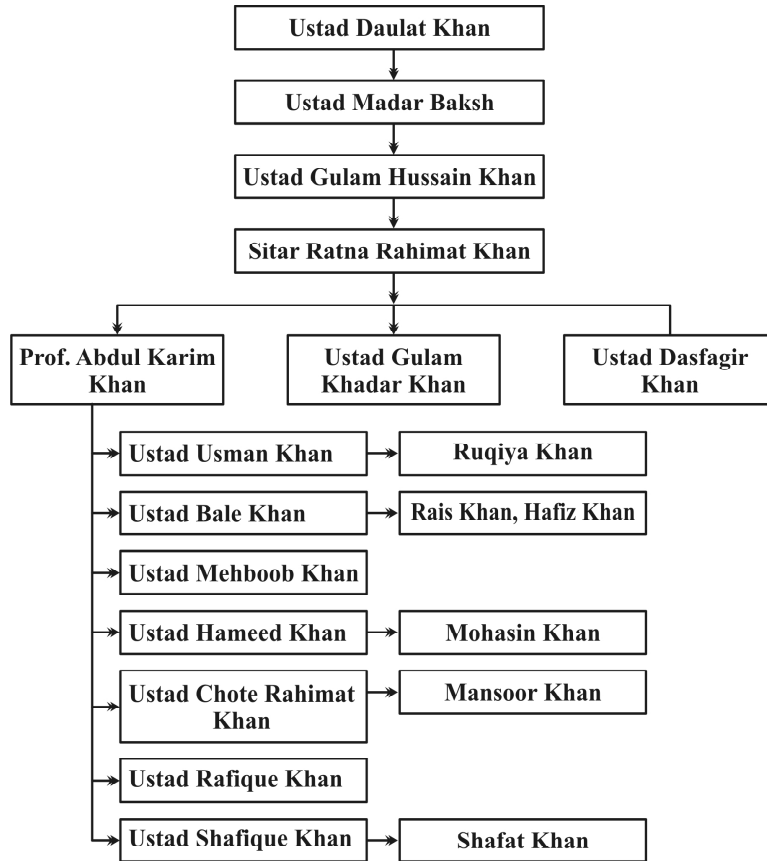 Ustad Daulat Khan
Ustad Madar Baksh
Ustad Gulam Hussain Khan
Sitar Ratna Rahimat Khan
Prof. Abdul Karim
Khan
Ustad Gulam
Khadar Khan
Ustad Dasfagir
Khan
Ustad Usman Khan
Ruqiya Khan
Ustad Bale Khan
Rais Khan, Hafiz Khan
Ustad Mehboob Khan
Ustad Hameed Khan
Mohasin Khan
Ustad Chote Rahimat
Khan
Mansoor Khan
Ustad Rafique Khan
Ustad Shafique Khan
Shafat Khan